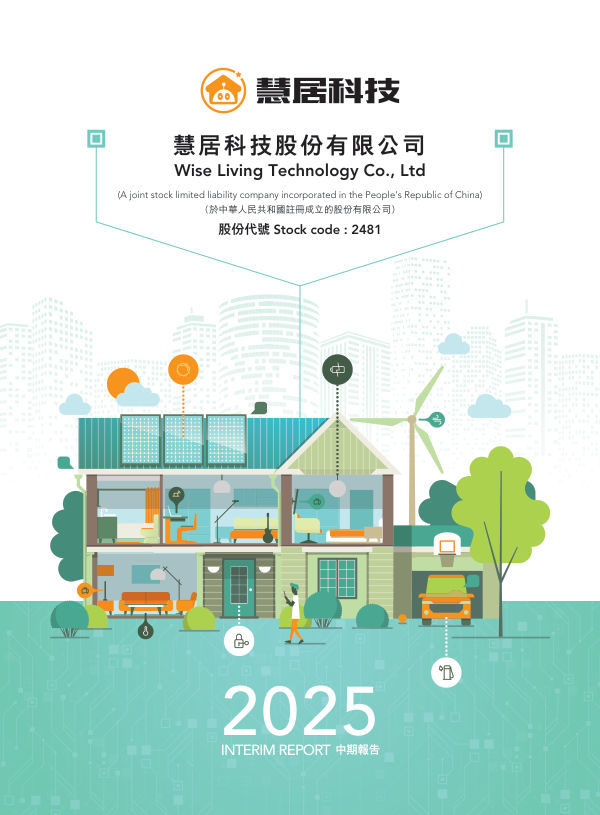 慧居科技
慧居科技股份有限公司
Wise Living Technology Co., Ltd
(A joint stock limited liability company incorporated in the People's Republic of China)
（於中華人民共和國註冊成立的股份有限公司）
股份代號 Stock code : 2481
2025
INTERIM REPORT 中期報告